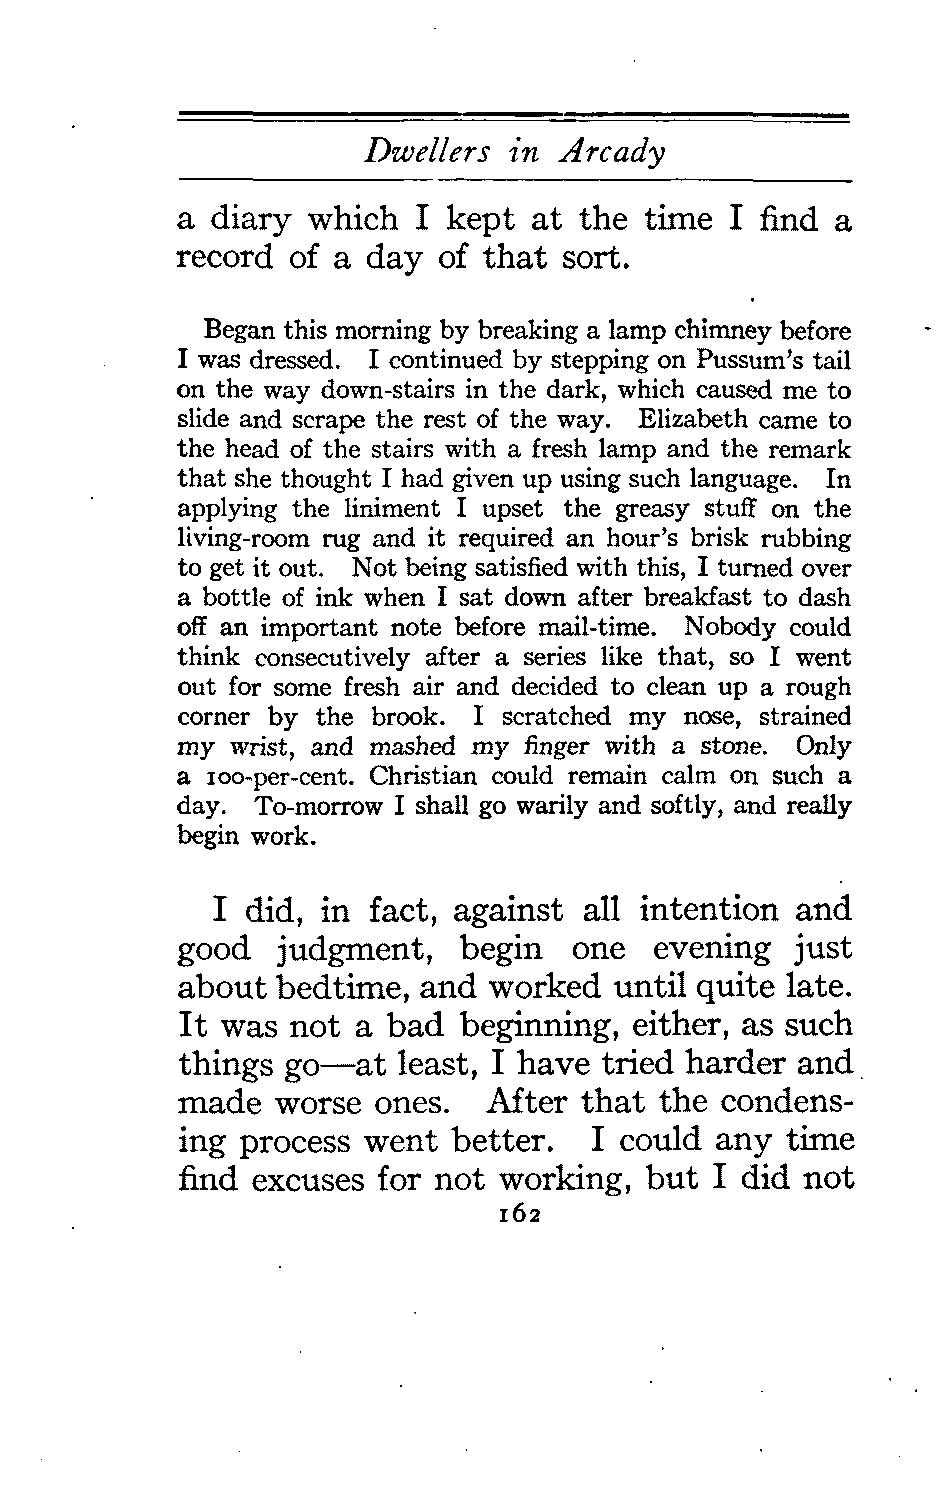 Dwellers in Arcady
a diary which I kept at the time I find a
record of a day of that sort.
Began this morning by breaking a lamp chimney before
I was dressed. I continued by stepping on Pussum's tail
on the way down-stairs in the dark, which caused me to
slide and scrape the rest of the way. Elizabeth came to
the head of the stairs with a fresh lamp and the remark
that she thought I had given up using such language. In
applying the liniment I upset the greasy stuff on the
living-room rug and it required an hour's brisk rubbing
to get it out. Not being satisfied with this, I turned over
a bottle of ink when I sat down after breakfast to dash
off an important note before mail-time. Nobody could
think consecutively after a series like that, so I went
out for some fresh air and decided to clean up a rough
corner by the brook. I scratched my nose, strained
my wrist, and mashed my finger with a stone. Only
a 100-per-cent. Christian could remain calm on such a
day. To-morrow I shall go warily and softly, and really
begin work.
I did, in fact, against all intention and
good judgment, begin one evening just
about bedtime, and worked until quite late.
It was not a bad beginning, either, as such
things go—at least, I have tried harder and
made worse ones. After that the condens-
ing process went better. I could any time
find excuses for not working, but I did not
162